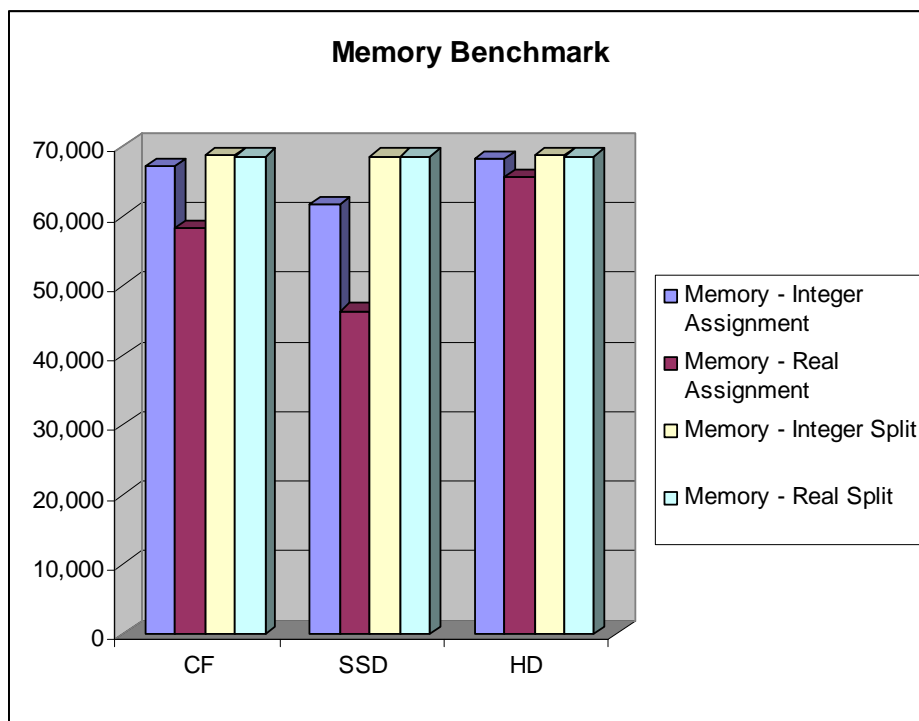 Memory Benchmark
70,000
60,000
50,000
40,000
30,000
20,000
10,000
0
CF
SSD
HD
Memory - Integer
Assignment
Memory - Real
Assignment
Memory - Integer Split
Memory - Real Split